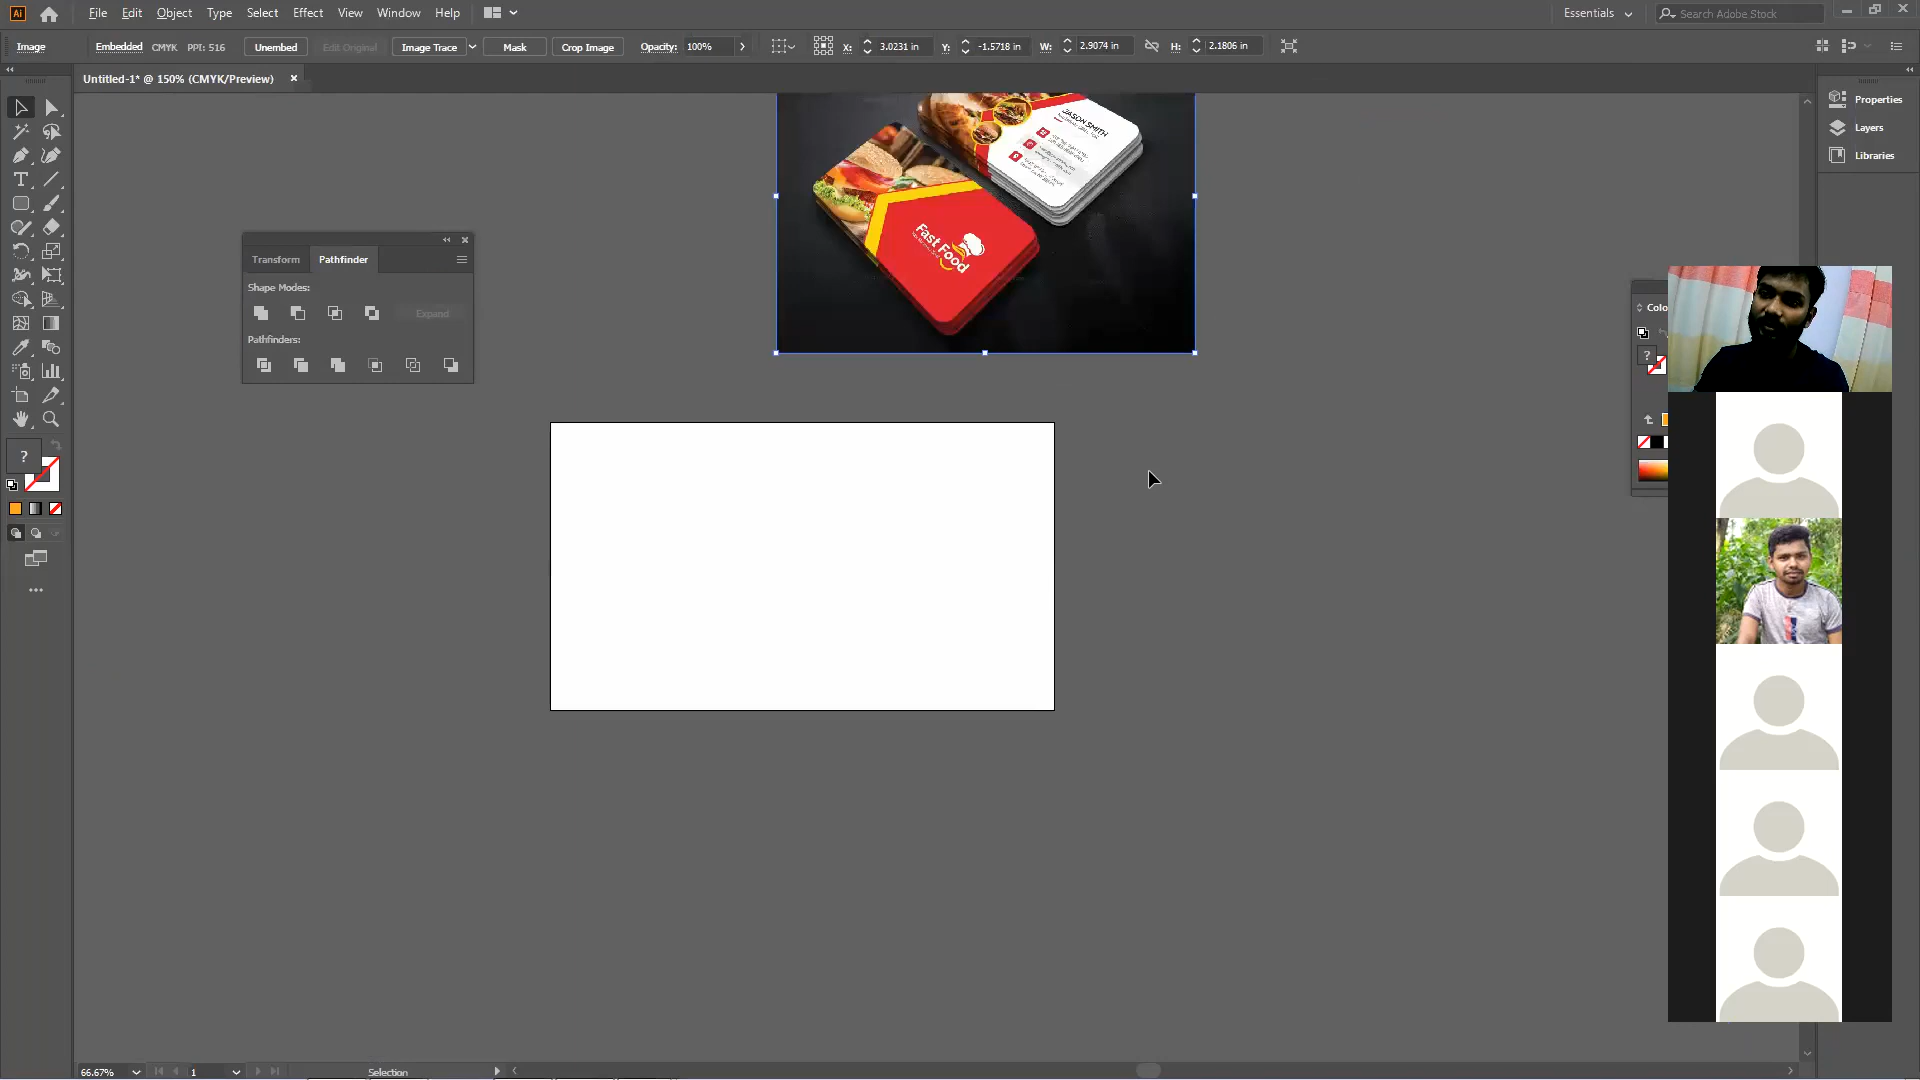 Ai File Edit Object Type Select Effect View Window Help Essentials Search Adobe Stock
Image Embedded CMYK PPI: 516 Unembed Edit Original Image Trace Mask Crop Image Opacity: 100% X: 3.0231 in Y: -1.5718 in W: 2.9074 in H: 2.1806 in
Untitled-1* @ 150% (CMYK/Preview)
Properties
Layers
Libraries
JASON SMITH
Fast Food
Transform Pathfinder
Shape Modes:
Expand
Pathfinders:
Colo
?
?
66.67% 1 Selection